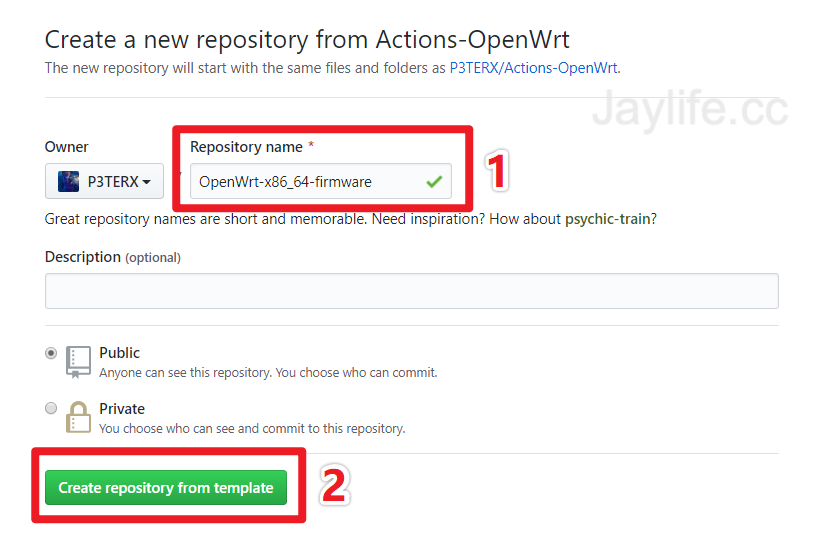 Create a new repository from Actions-OpenWrt
The new repository will start with the same files and folders as P3TERX/Actions-OpenWrt.
Jaylife.cc
Owner
Repository name *
P3TERX
/
OpenWrt-x86_64-firmware
1
Great repository names are short and memorable. Need inspiration? How about psychic-train?
Description (optional)
Public
Anyone can see this repository. You choose who can commit.
Private
You choose who can see and commit to this repository.
Create repository from template
2